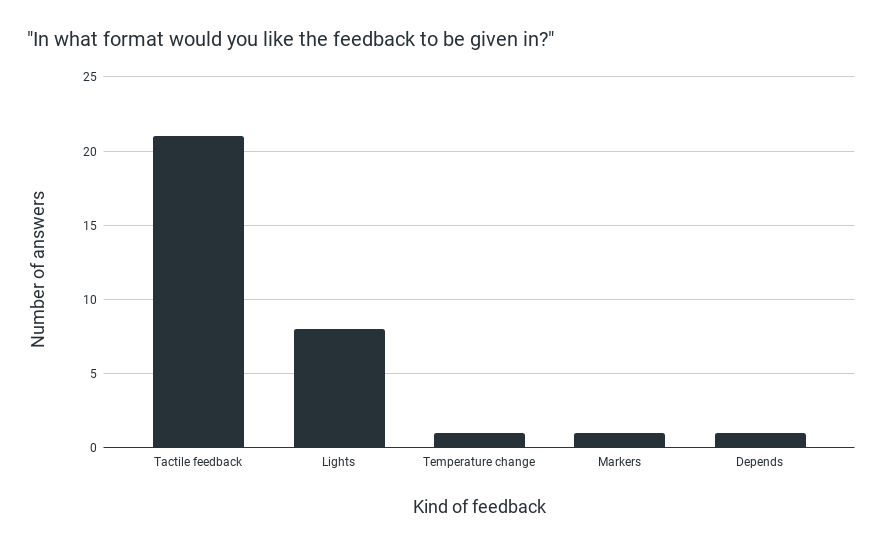 "In what format would you like the feedback to be given in?"
25
20
15
10
5
0
Number of answers
Tactile feedback
Lights
Temperature change
Markers
Depends
Kind of feedback